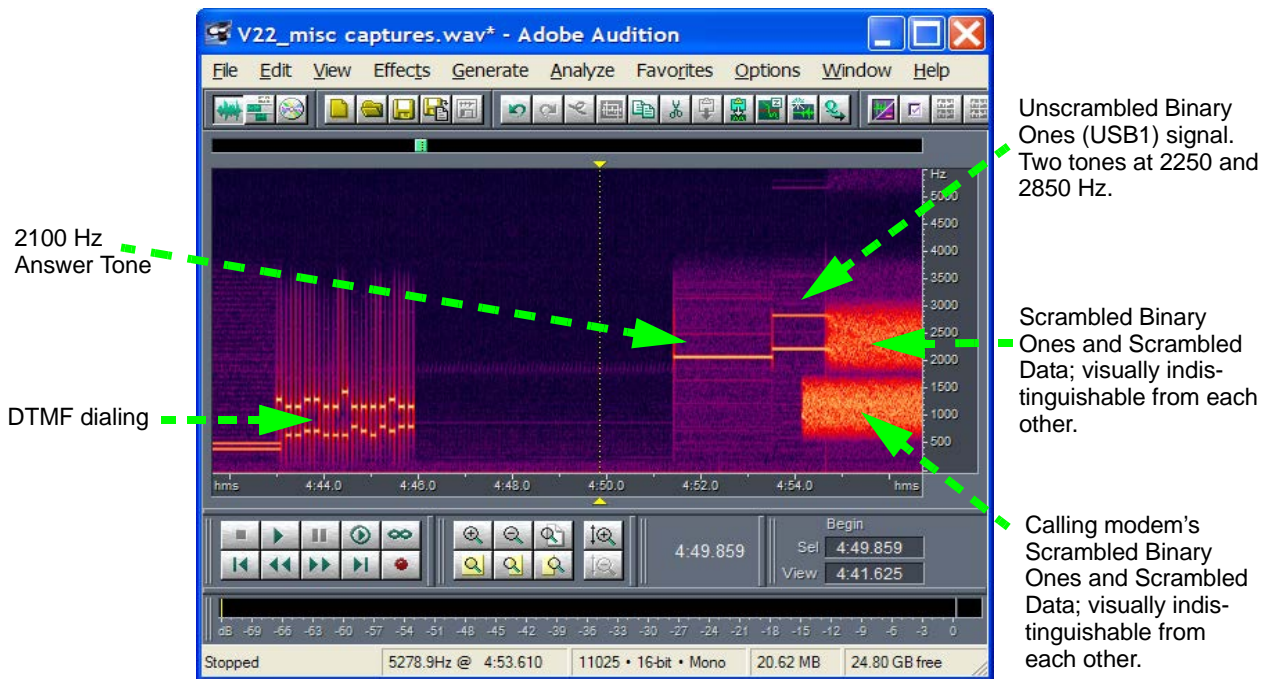 V22_misc captures.wav* - Adobe Audition
File Edit View Effects Generate Analyze Favorites Options Window Help
Unscrambled Binary
Ones (USB1) signal.
Two tones at 2250 and
2850 Hz.
2100 Hz
Answer Tone
Hz
5000
4500
4000
3500
3000
2500
2000
1500
1000
500
Scrambled Binary
Ones and Scrambled
Data; visually indis-
tinguishable from each
other.
DTMF dialing
hms 4:44.0 4:46.0 4:48.0 4:50.0 4:52.0 4:54.0 hms
Calling modem's
Scrambled Binary
Ones and Scrambled
Data; visually indis-
tinguishable from
each other.
4:49.859
Begin
Sel 4:49.859
View 4:41.625
dB -69 -66 -63 -60 -57 -54 -51 -48 -45 -42 -39 -36 -33 -30 -27 -24 -21 -18 -15 -12 -9 -6 -3 0
Stopped 5278.9Hz @ 4:53.610 11025 • 16-bit • Mono 20.62 MB 24.80 GB free